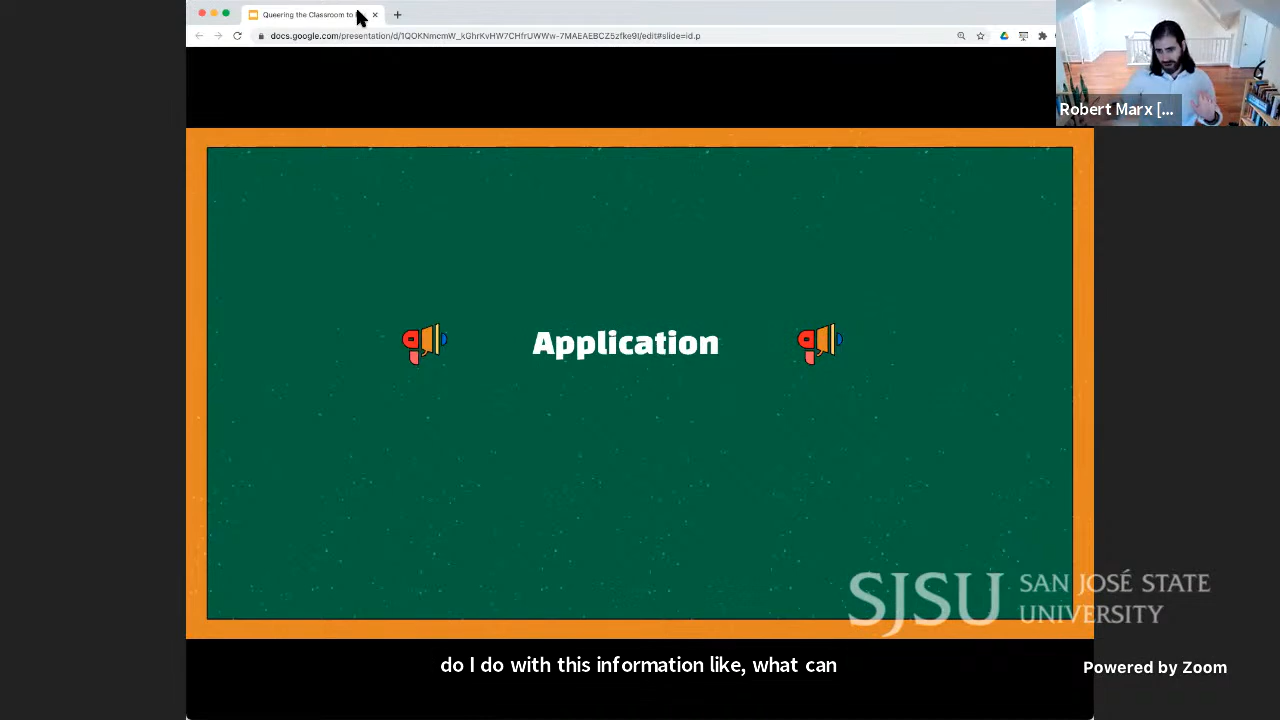 Queering the Classroom to
docs.google.com/presentation/d/1QOKNmcmW_kGhrKvHW7CHfrUWWw-7MAEAEBCZ5zfke9I/edit#slide=id.p
Robert Marx [...
Application
SJSU SAN JOSÉ STATE
UNIVERSITY
do I do with this information like, what can
Powered by Zoom